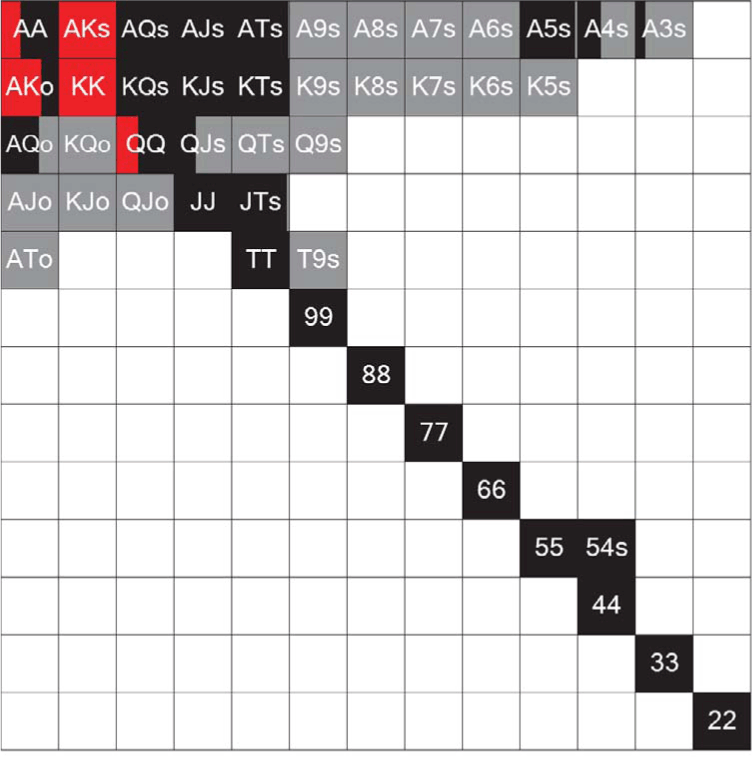 AA AKs AQs AJs ATs A9s A8s A7s A6s A5s A4s A3s
AKo KK KQs KJs KTs K9s K8s K7s K6s K5s
AQo KQo QQ QJs QTs Q9s
AJo KJo QJo JJ JTs
ATo TT T9s
99
88
77
66
55 54s
44
33
22